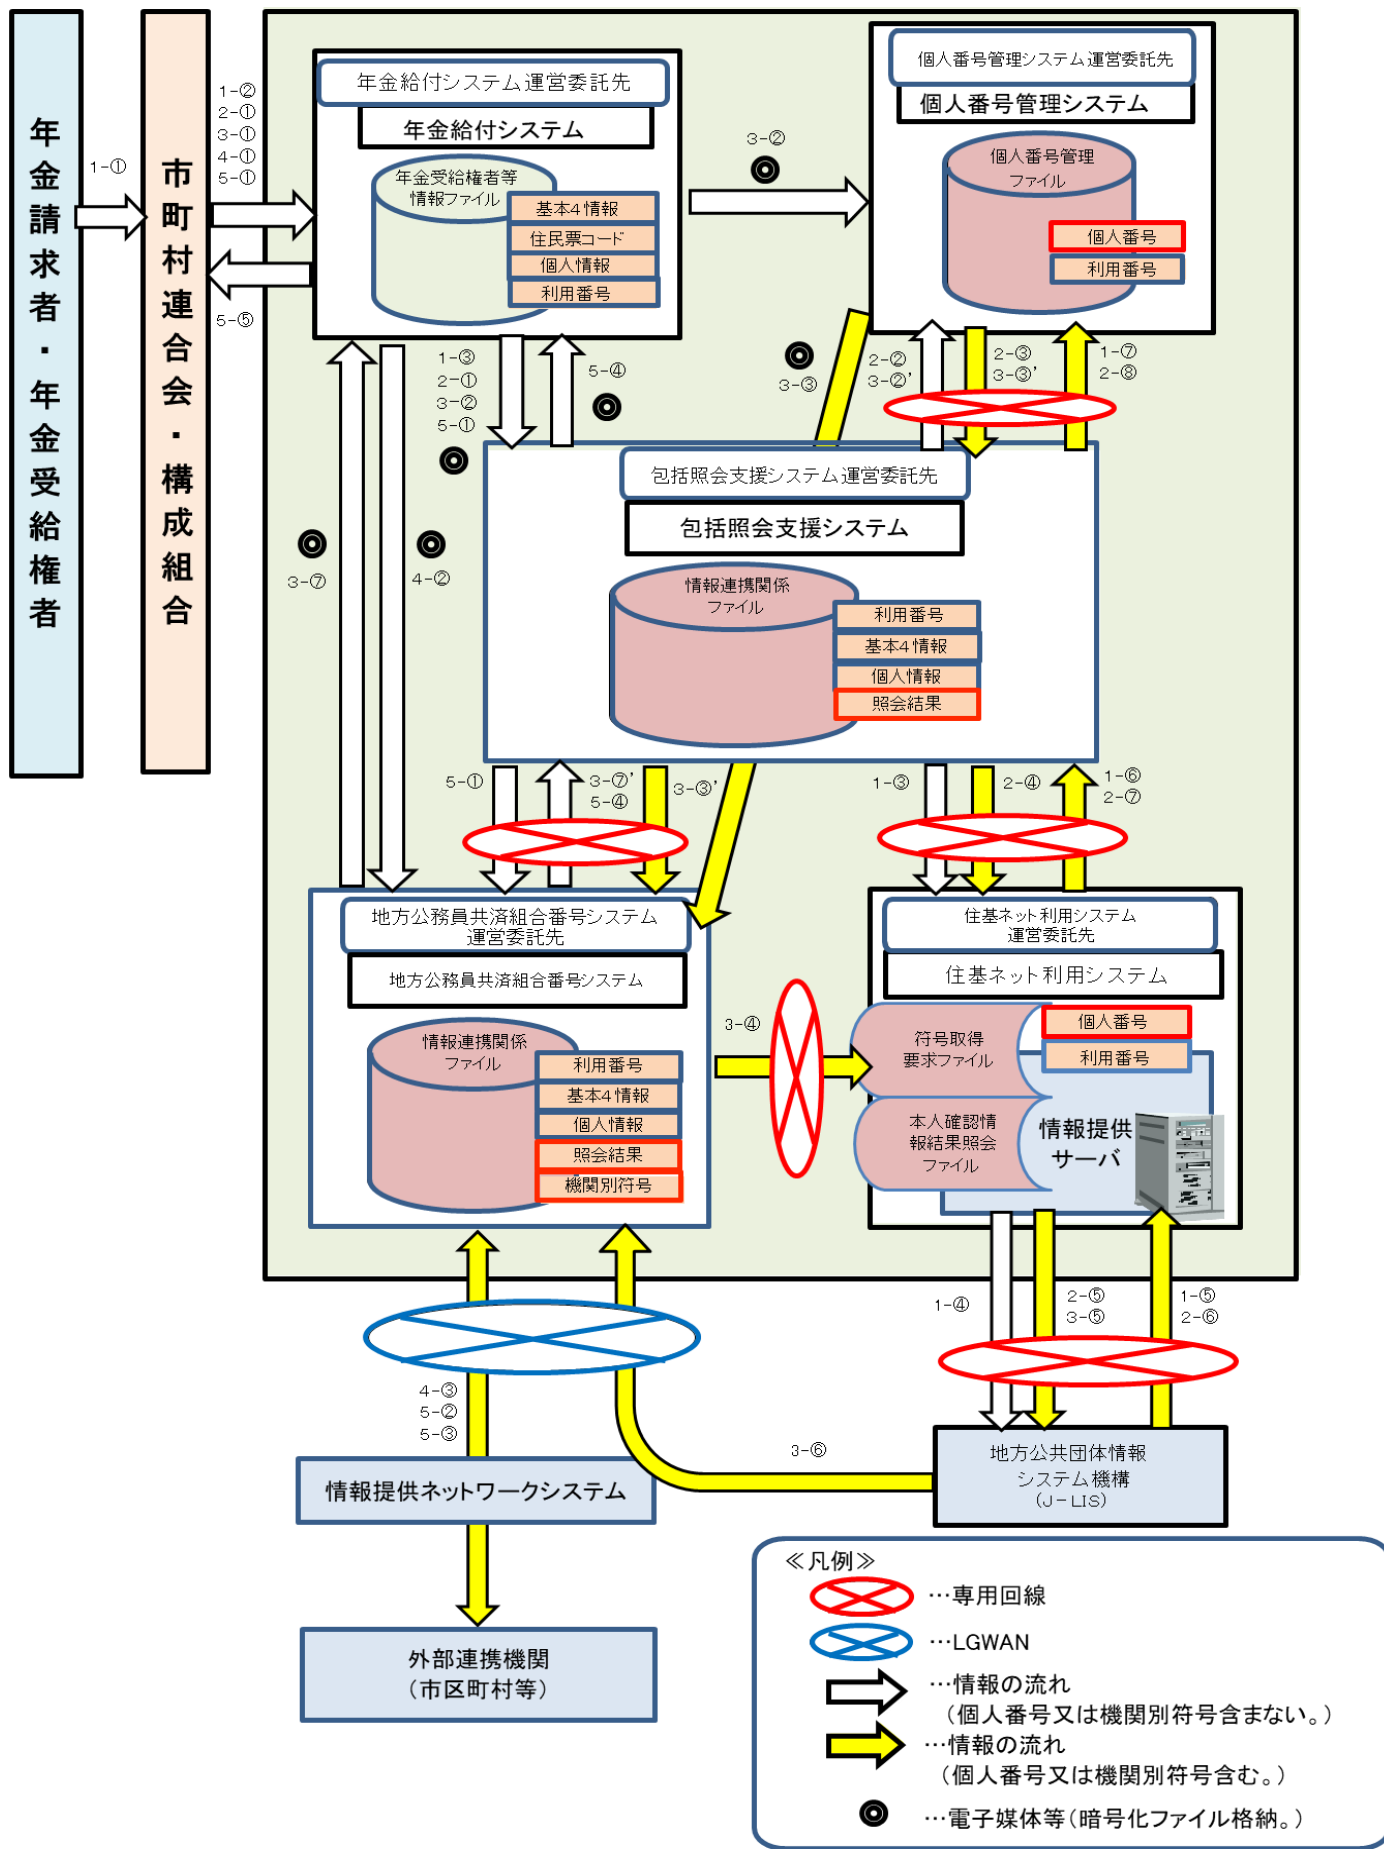 年金請求者・年金受給権者
市町村連合会・構成組合
1-①
1-②
2-①
3-①
4-①
5-①
5-⑤
年金給付システム運営委託先
年金給付システム
年金受給権者等
情報ファイル
基本4情報
住民票コード
個人情報
利用番号
3-②
個人番号管理システム運営委託先
個人番号管理システム
個人番号管理
ファイル
個人番号
利用番号
1-③
2-①
3-②
5-①
5-④
3-③
2-②
3-②'
2-③
3-③'
1-⑦
2-⑧
3-⑦
4-②
包括照会支援システム運営委託先
包括照会支援システム
情報連携関係
ファイル
利用番号
基本4情報
個人情報
照会結果
5-①
3-⑦'
5-④
3-③'
1-③
2-④
1-⑥
2-⑦
地方公務員共済組合番号システム
運営委託先
地方公務員共済組合番号システム
情報連携関係
ファイル
利用番号
基本4情報
個人情報
照会結果
機関別符号
3-④
住基ネット利用システム
運営委託先
住基ネット利用システム
符号取得
要求ファイル
個人番号
利用番号
本人確認情
報結果照会
ファイル
情報提供
サーバ
1-④
2-⑤
3-⑤
1-⑤
2-⑥
4-③
5-②
5-③
3-⑥
情報提供ネットワークシステム
地方公共団体情報
システム機構
(J-LIS)
外部連携機関
(市区町村等)
≪凡例≫
…専用回線
…LGWAN
…情報の流れ
(個人番号又は機関別符号含まない。)
…情報の流れ
(個人番号又は機関別符号含む。)
…電子媒体等(暗号化ファイル格納。)